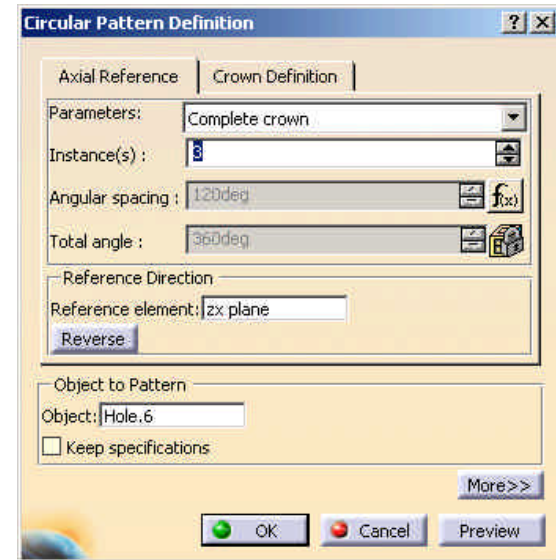 Circular Pattern Definition
Axial Reference Crown Definition
Parameters: Complete crown
Instance(s) : 3
Angular spacing : 120deg f(x)
Total angle : 360deg
Reference Direction
Reference element: zx plane
Reverse
Object to Pattern
Object: Hole.6
Keep specifications
More>>
OK Cancel Preview